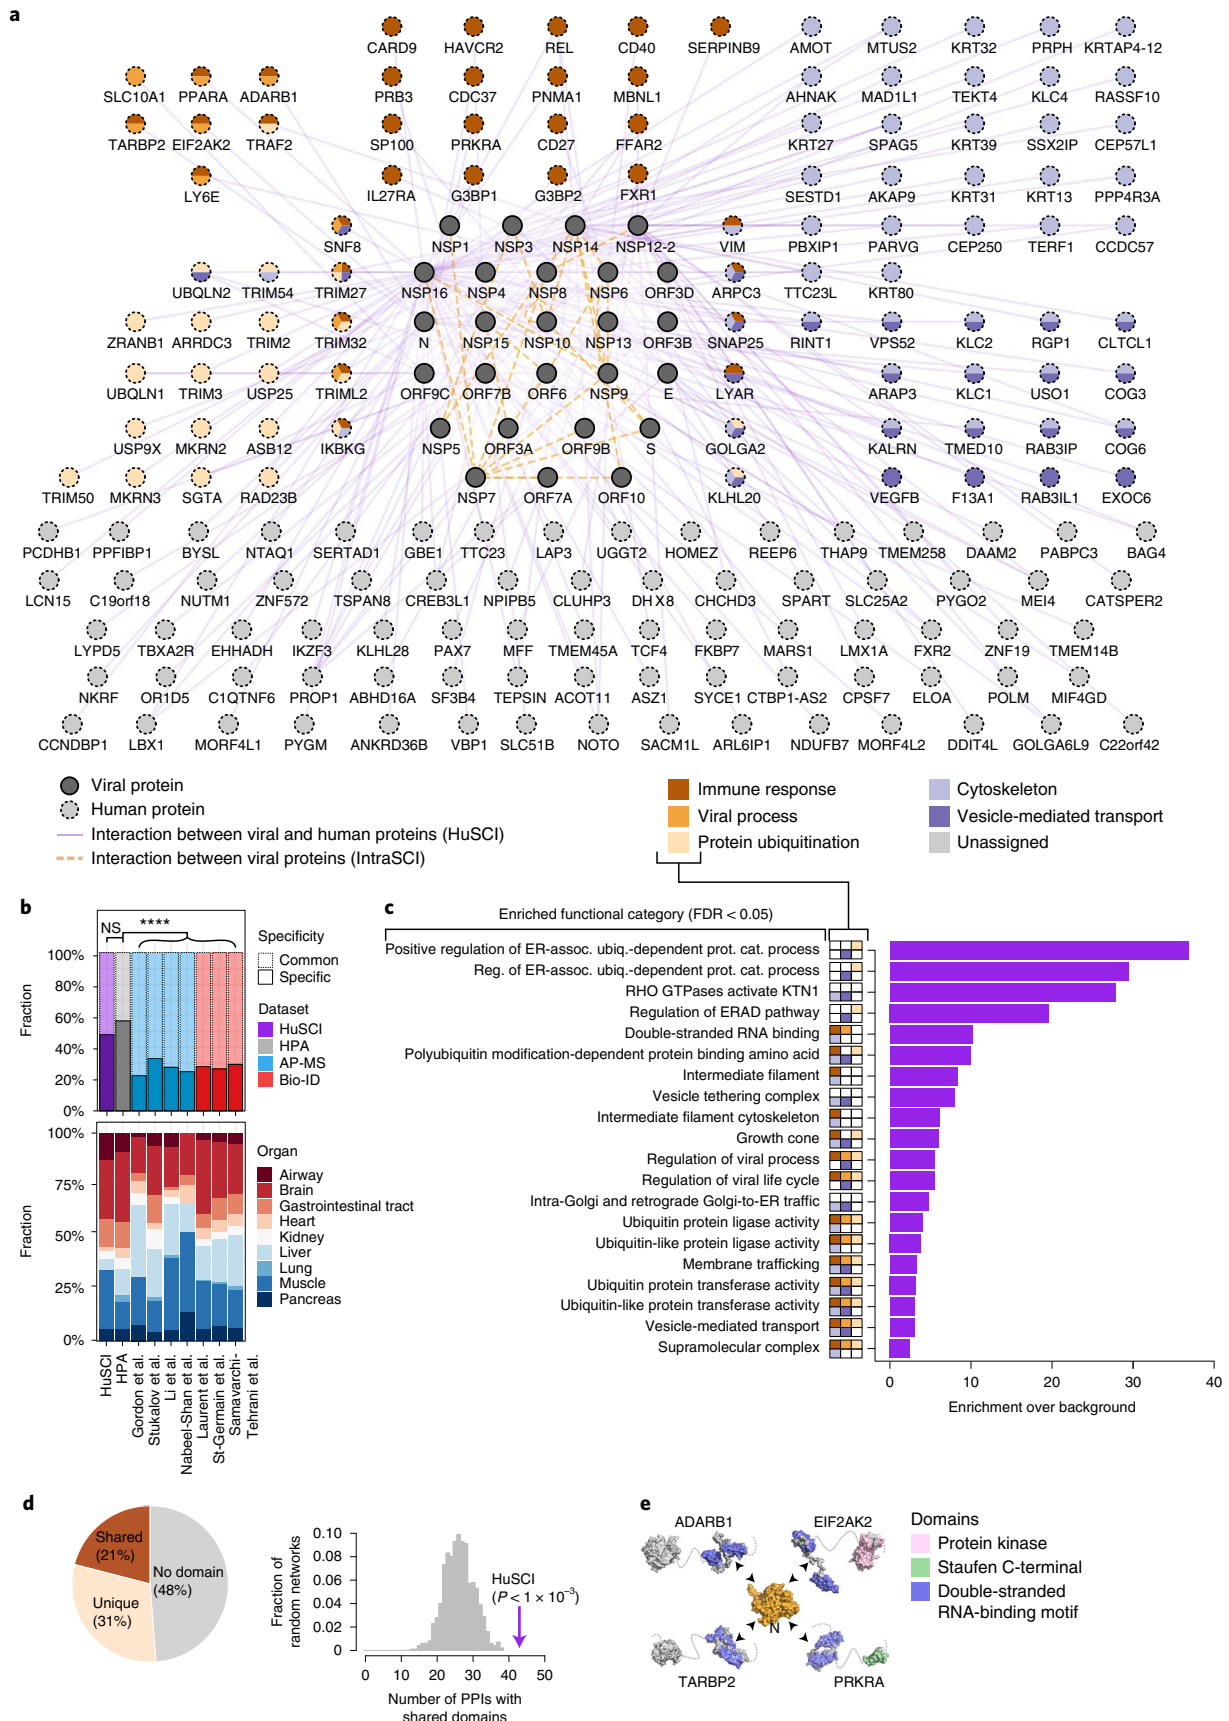 a
CARD9 HAVCR2 REL CD40 SERPINB9 AMOT MTUS2 KRT32 PRPH KRTAP4-12
SLC10A1 PPARA ADARB1 PRB3 CDC37 PNMA1 MBNL1 AHNAK MAD1L1 TEKT4 KLC4 RASSF10
TARBP2 EIF2AK2 TRAF2 SP100 PRKRA CD27 FFAR2 KRT27 SPAG5 KRT39 SSX2IP CEP57L1
LY6E IL27RA G3BP1 G3BP2 FXR1 SESTD1 AKAP9 KRT31 KRT13 PPP4R3A
SNF8 NSP1 NSP3 NSP14 NSP12-2 VIM PBXIP1 PARVG CEP250 TERF1 CCDC57
UBQLN2 TRIM54 TRIM27 NSP16 NSP4 NSP8 NSP6 ORF3D ARPC3 TTC23L KRT80
ZRANB1 ARRDC3 TRIM2 TRIM32 N NSP15 NSP10 NSP13 ORF3B SNAP25 RINT1 VPS52 KLC2 RGP1 CLTCL1
UBQLN1 TRIM3 USP25 TRIML2 ORF9C ORF7B ORF6 NSP9 E LYAR ARAP3 KLC1 USO1 COG3
USP9X MKRN2 ASB12 IKBKG NSP5 ORF3A ORF9B S GOLGA2 KALRN TMED10 RAB3IP COG6
TRIM50 MKRN3 SGTA RAD23B NSP7 ORF7A ORF10 KLHL20 VEGFB F13A1 RAB3IL1 EXOC6
PCDHB1 PPFIBP1 BYSL NTAQ1 SERTAD1 GBE1 TTC23 LAP3 UGGT2 HOMEZ REEP6 THAP9 TMEM258 DAAM2 PABPC3 BAG4
LCN15 C19orf18 NUTM1 ZNF572 TSPAN8 CREB3L1 NPIPB5 CLUHP3 DHX8 CHCHD3 SPART SLC25A2 PYGO2 MEI4 CATSPER2
LYPD5 TBXA2R EHHADH IKZF3 KLHL28 PAX7 MFF TMEM45A TCF4 FKBP7 MARS1 LMX1A FXR2 ZNF19 TMEM14B
NKRF OR1D5 C1QTNF6 PROP1 ABHD16A SF3B4 TEPSIN ACOT11 ASZ1 SYCE1 CTBP1-AS2 CPSF7 ELOA POLM MIF4GD
CCNDBP1 LBX1 MORF4L1 PYGM ANKRD36B VBP1 SLC51B NOTO SACM1L ARL6IP1 NDUFB7 MORF4L2 DDIT4L GOLGA6L9 C22orf42
Viral protein
Human protein
Interaction between viral and human proteins (HuSCI)
Interaction between viral proteins (IntraSCI)
Immune response
Viral process
Protein ubiquitination
Cytoskeleton
Vesicle-mediated transport
Unassigned
b
NS ****
100%
80%
60%
40%
20%
0%
Fraction
Specificity
Common
Specific
Dataset
HuSCI
HPA
AP-MS
Bio-ID
100%
75%
50%
25%
0%
Fraction
Organ
Airway
Brain
Gastrointestinal tract
Heart
Kidney
Liver
Lung
Muscle
Pancreas
HuSCI
HPA
Gordon et al.
Stukalov et al.
Li et al.
Nabeel-Shan et al.
Laurent et al.
St-Germain et al.
Samavarchi-
Tehrani et al.
c
Enriched functional category (FDR < 0.05)
Positive regulation of ER-assoc. ubiq.-dependent prot. cat. process
Reg. of ER-assoc. ubiq.-dependent prot. cat. process
RHO GTPases activate KTN1
Regulation of ERAD pathway
Double-stranded RNA binding
Polyubiquitin modification-dependent protein binding amino acid
Intermediate filament
Vesicle tethering complex
Intermediate filament cytoskeleton
Growth cone
Regulation of viral process
Regulation of viral life cycle
Intra-Golgi and retrograde Golgi-to-ER traffic
Ubiquitin protein ligase activity
Ubiquitin-like protein ligase activity
Membrane trafficking
Ubiquitin protein transferase activity
Ubiquitin-like protein transferase activity
Vesicle-mediated transport
Supramolecular complex
0 10 20 30 40
Enrichment over background
d
Shared
(21%)
No domain
(48%)
Unique
(31%)
0.10
0.08
0.06
0.04
0.02
0
Fraction of
random networks
HuSCI
(P < 1 × 10−3)
0 10 20 30 40 50
Number of PPIs with
shared domains
e
ADARB1 EIF2AK2
N
TARBP2 PRKRA
Domains
Protein kinase
Staufen C-terminal
Double-stranded
RNA-binding motif